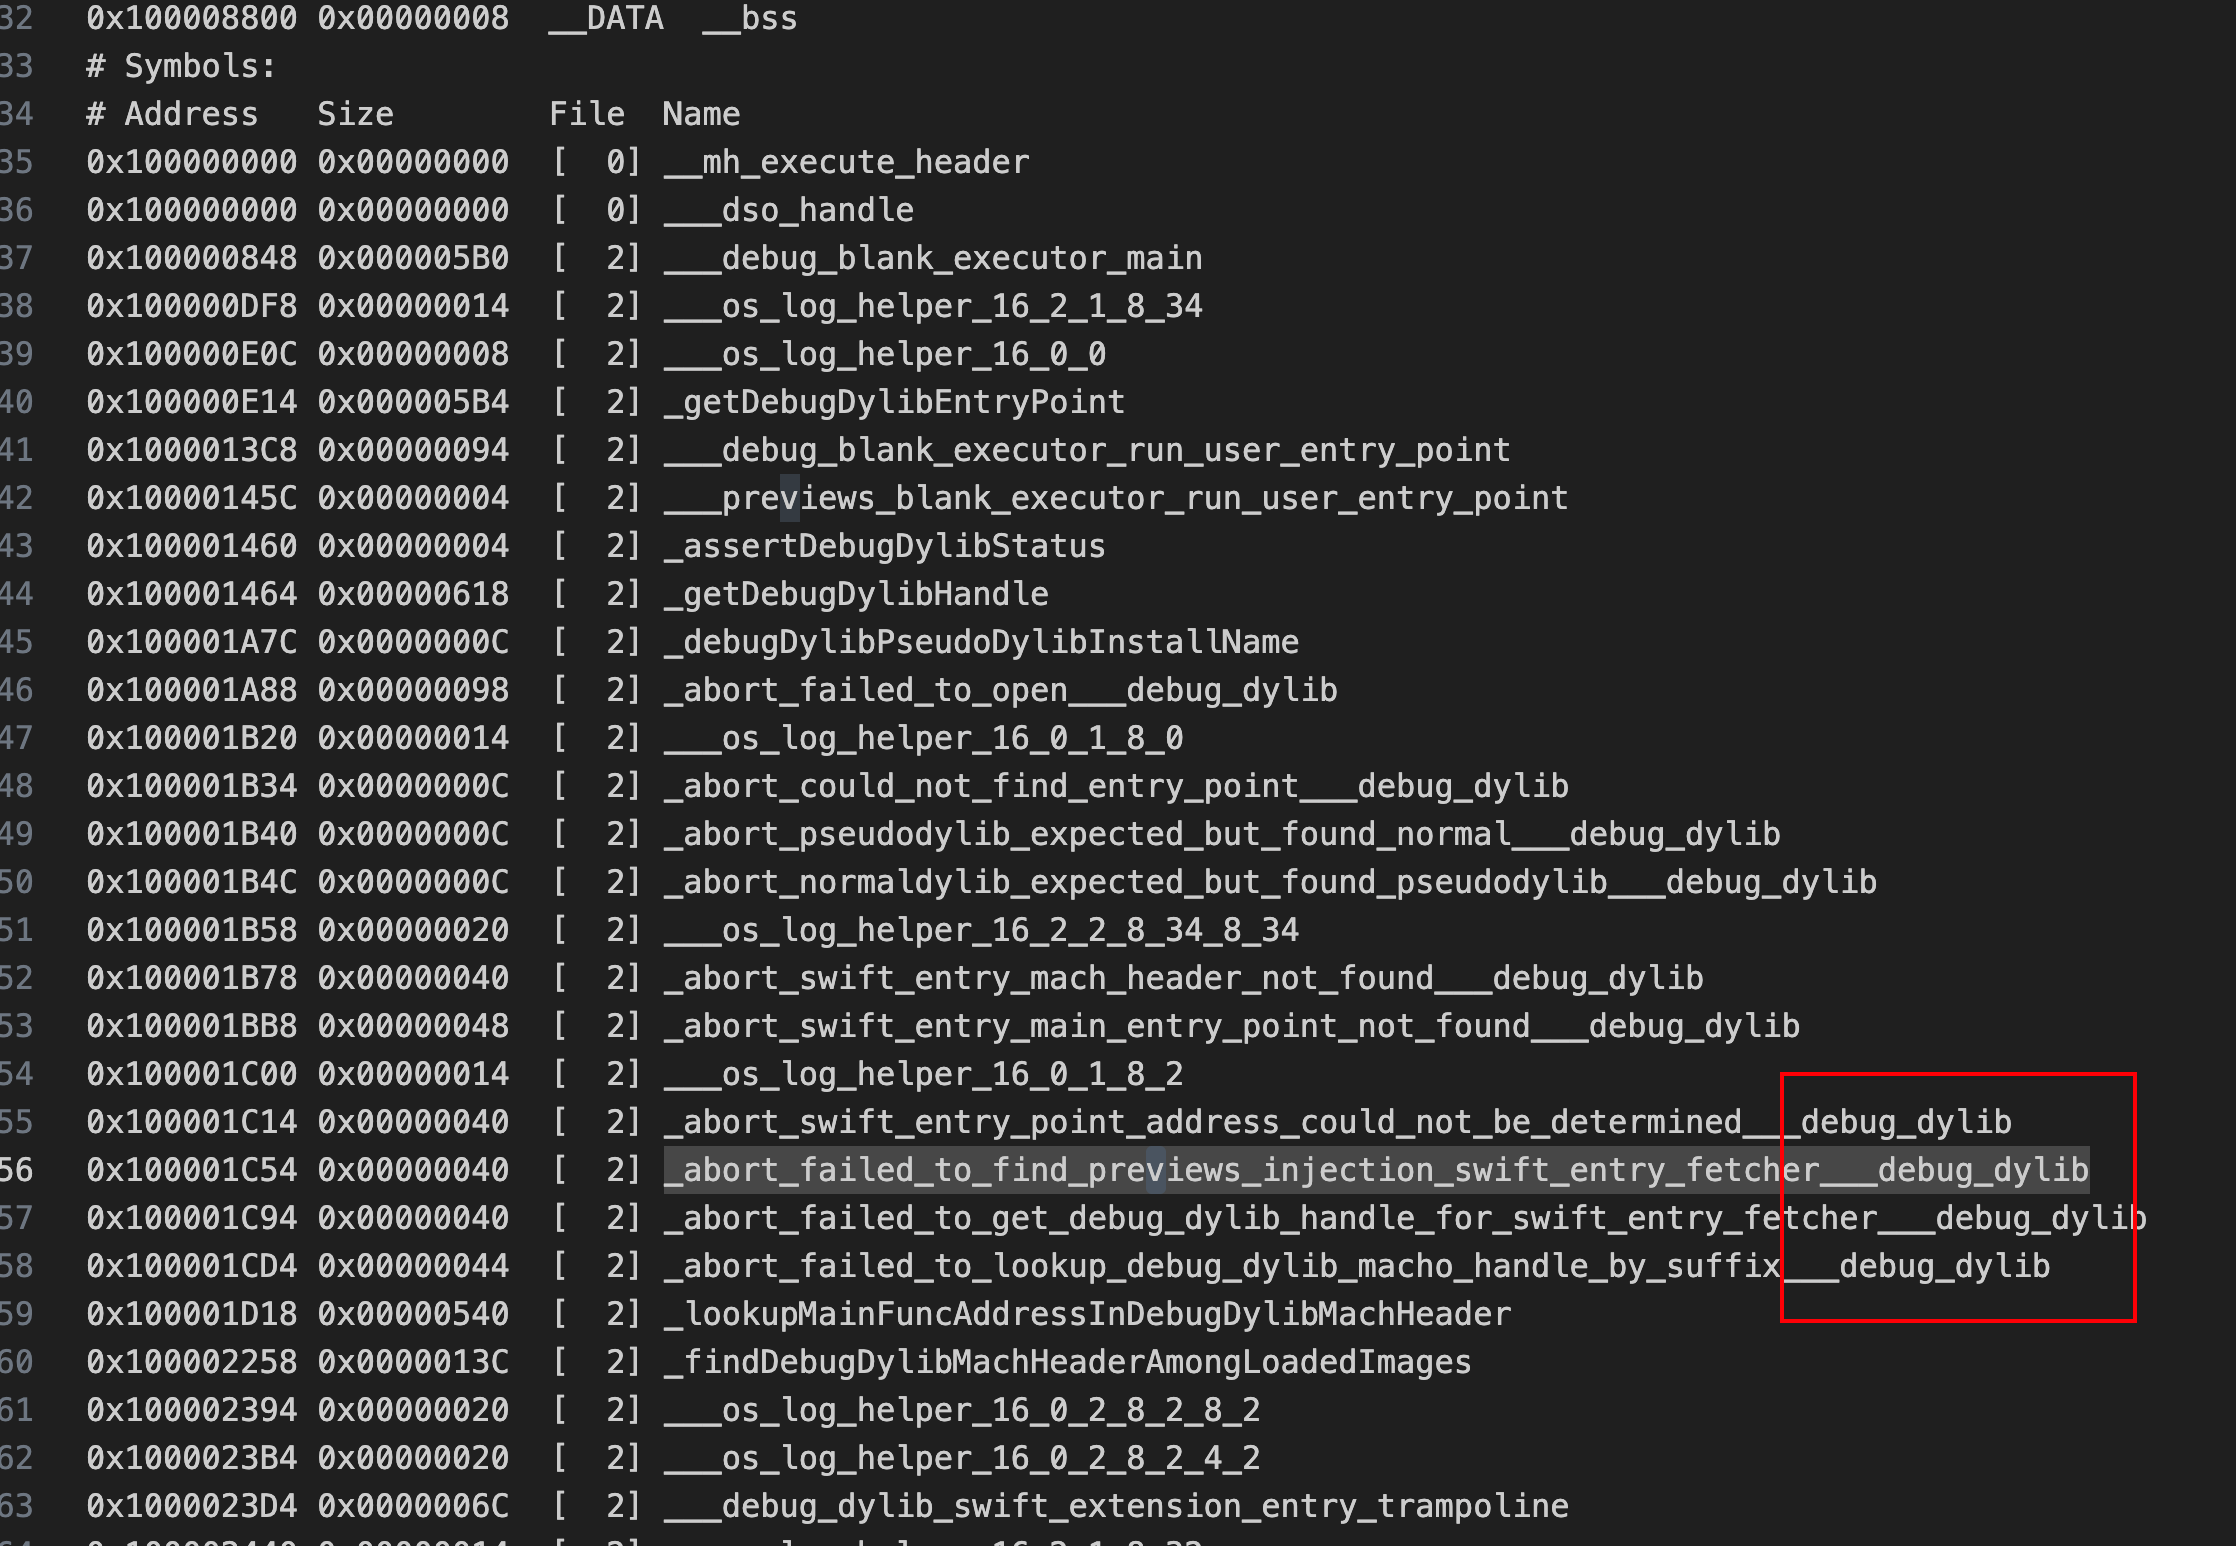 32 0x100008800 0x00000008 __DATA __bss
33 # Symbols:
34 # Address Size File Name
35 0x100000000 0x00000000 [ 0] __mh_execute_header
36 0x100000000 0x00000000 [ 0] ___dso_handle
37 0x100000848 0x000005B0 [ 2] ___debug_blank_executor_main
38 0x100000DF8 0x00000014 [ 2] ___os_log_helper_16_2_1_8_34
39 0x100000E0C 0x00000008 [ 2] ___os_log_helper_16_0_0
40 0x100000E14 0x000005B4 [ 2] _getDebugDylibEntryPoint
41 0x1000013C8 0x00000094 [ 2] ___debug_blank_executor_run_user_entry_point
42 0x10000145C 0x00000004 [ 2] ___previews_blank_executor_run_user_entry_point
43 0x100001460 0x00000004 [ 2] _assertDebugDylibStatus
44 0x100001464 0x00000618 [ 2] _getDebugDylibHandle
45 0x100001A7C 0x0000000C [ 2] _debugDylibPseudoDylibInstallName
46 0x100001A88 0x00000098 [ 2] _abort_failed_to_open___debug_dylib
47 0x100001B20 0x00000014 [ 2] ___os_log_helper_16_0_1_8_0
48 0x100001B34 0x0000000C [ 2] _abort_could_not_find_entry_point___debug_dylib
49 0x100001B40 0x0000000C [ 2] _abort_pseudodylib_expected_but_found_normal___debug_dylib
50 0x100001B4C 0x0000000C [ 2] _abort_normaldylib_expected_but_found_pseudodylib___debug_dylib
51 0x100001B58 0x00000020 [ 2] ___os_log_helper_16_2_2_8_34_8_34
52 0x100001B78 0x00000040 [ 2] _abort_swift_entry_mach_header_not_found___debug_dylib
53 0x100001BB8 0x00000048 [ 2] _abort_swift_entry_main_entry_point_not_found___debug_dylib
54 0x100001C00 0x00000014 [ 2] ___os_log_helper_16_0_1_8_2
55 0x100001C14 0x00000040 [ 2] _abort_swift_entry_point_address_could_not_be_determined___debug_dylib
56 0x100001C54 0x00000040 [ 2] _abort_failed_to_find_previews_injection_swift_entry_fetcher___debug_dylib
57 0x100001C94 0x00000040 [ 2] _abort_failed_to_get_debug_dylib_handle_for_swift_entry_fetcher___debug_dylib
58 0x100001CD4 0x00000044 [ 2] _abort_failed_to_lookup_debug_dylib_macho_handle_by_suffix___debug_dylib
59 0x100001D18 0x00000540 [ 2] _lookupMainFuncAddressInDebugDylibMachHeader
60 0x100002258 0x0000013C [ 2] _findDebugDylibMachHeaderAmongLoadedImages
61 0x100002394 0x00000020 [ 2] ___os_log_helper_16_0_2_8_2_8_2
62 0x1000023B4 0x00000020 [ 2] ___os_log_helper_16_0_2_8_2_4_2
63 0x1000023D4 0x0000006C [ 2] ___debug_dylib_swift_extension_entry_trampoline